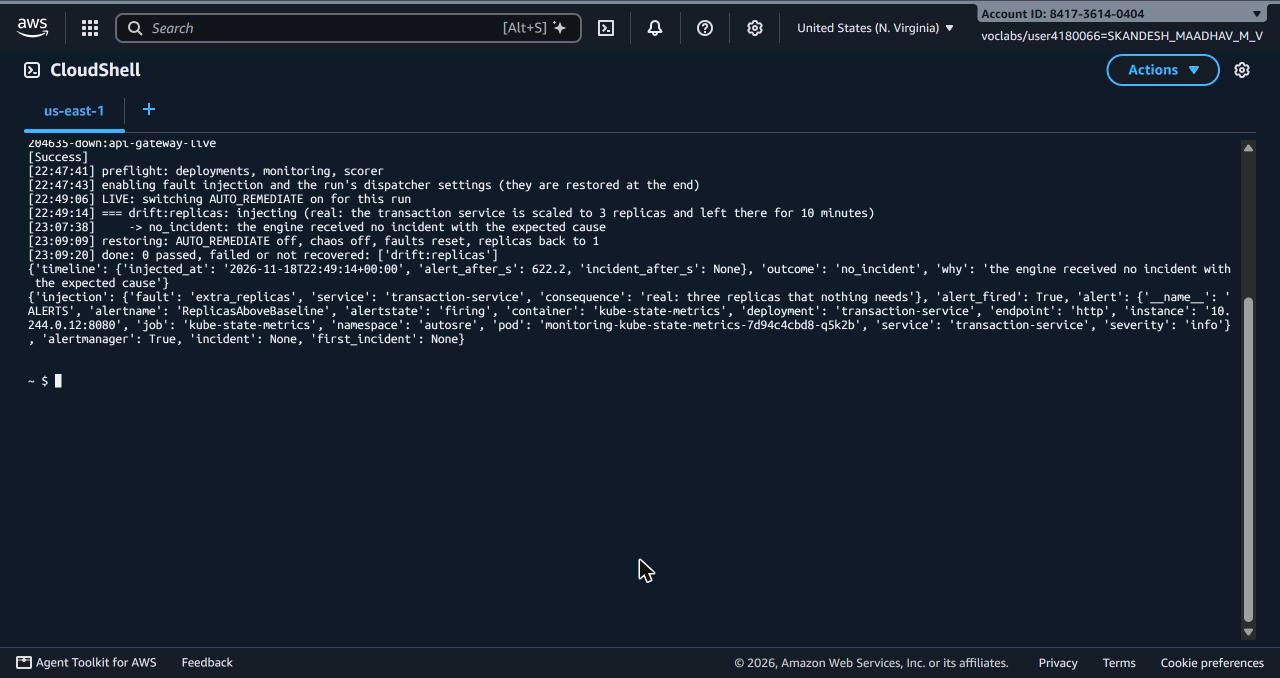 aws
Search [Alt+S]
United States (N. Virginia)
Account ID: 8417-3614-0404
voclabs/user4180066=SKANDESH_MAADHAV_M_V
CloudShell
Actions
us-east-1
204635-down:api-gateway-live
[Success]
[22:47:41] preflight: deployments, monitoring, scorer
[22:47:43] enabling fault injection and the run's dispatcher settings (they are restored at the end)
[22:49:06] LIVE: switching AUTO_REMEDIATE on for this run
[22:49:14] === drift:replicas: injecting (real: the transaction service is scaled to 3 replicas and left there for 10 minutes)
[23:07:38]     -> no_incident: the engine received no incident with the expected cause
[23:09:09] restoring: AUTO_REMEDIATE off, chaos off, faults reset, replicas back to 1
[23:09:20] done: 0 passed, failed or not recovered: ['drift:replicas']
{'timeline': {'injected_at': '2026-11-18T22:49:14+00:00', 'alert_after_s': 622.2, 'incident_after_s': None}, 'outcome': 'no_incident', 'why': 'the engine received no incident with
 the expected cause'}
{'injection': {'fault': 'extra_replicas', 'service': 'transaction-service', 'consequence': 'real: three replicas that nothing needs'}, 'alert_fired': True, 'alert': {'__name__': '
ALERTS', 'alertname': 'ReplicasAboveBaseline', 'alertstate': 'firing', 'container': 'kube-state-metrics', 'deployment': 'transaction-service', 'endpoint': 'http', 'instance': '10.
244.0.12:8080', 'job': 'kube-state-metrics', 'namespace': 'autosre', 'pod': 'monitoring-kube-state-metrics-7d94c4cbd8-q5k2b', 'service': 'transaction-service', 'severity': 'info'}
, 'alertmanager': True, 'incident': None, 'first_incident': None}
~ $
Agent Toolkit for AWS
Feedback
© 2026, Amazon Web Services, Inc. or its affiliates.
Privacy
Terms
Cookie preferences